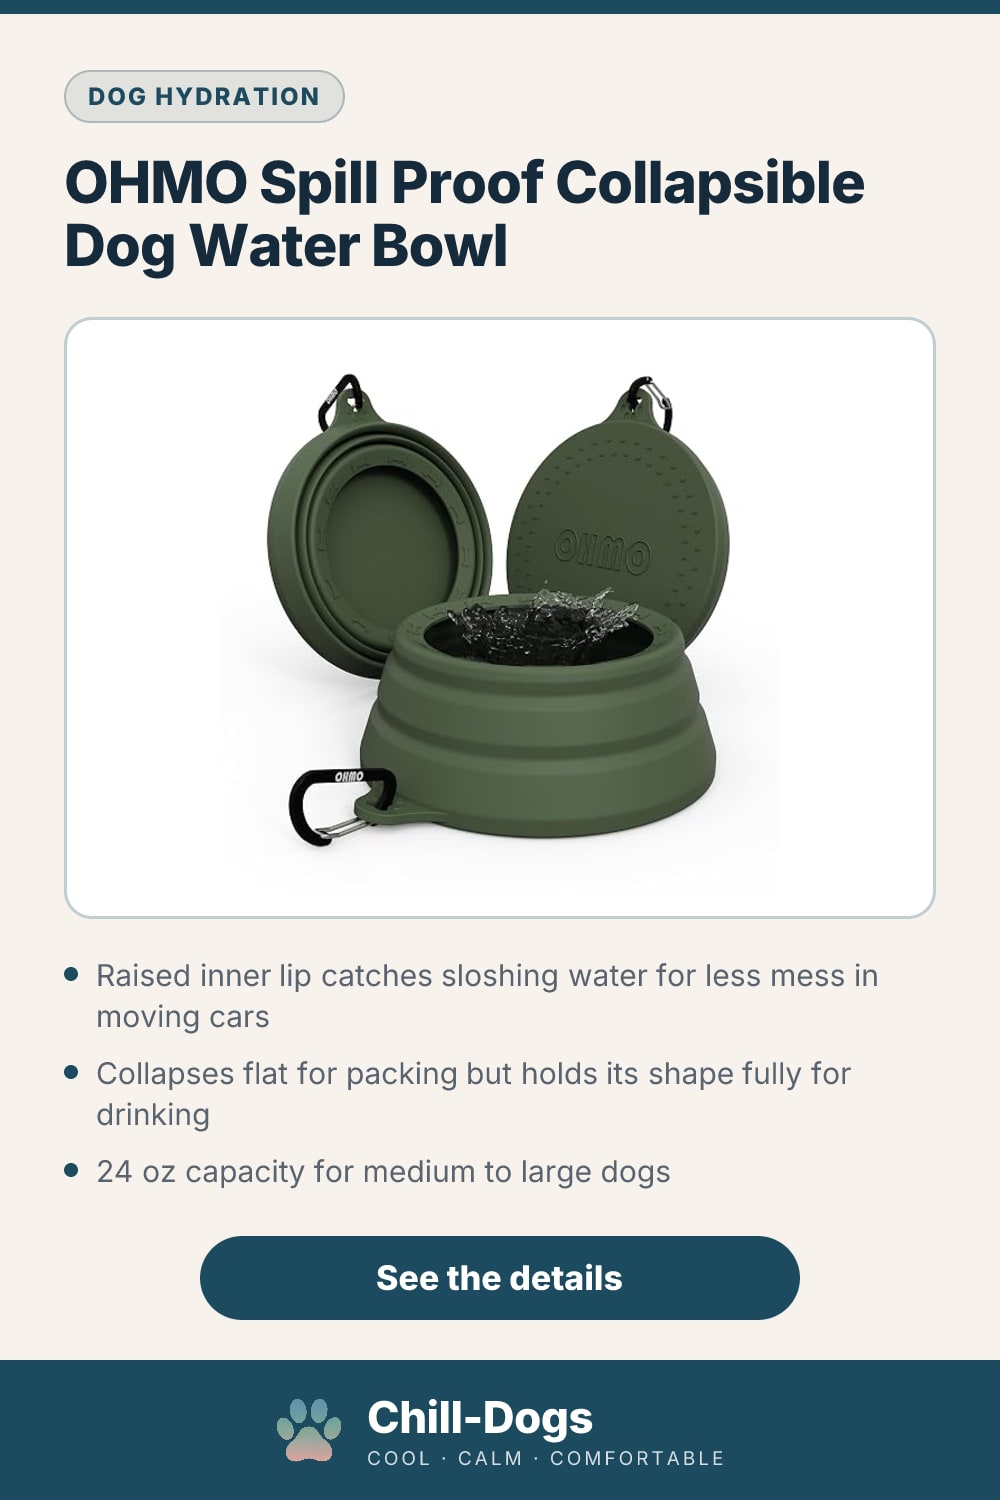 DOG HYDRATION
OHMO Spill Proof Collapsible
Dog Water Bowl
OHMO
OHMO
OHMO
Raised inner lip catches sloshing water for less mess in
moving cars
Collapses flat for packing but holds its shape fully for
drinking
24 oz capacity for medium to large dogs
See the details
Chill-Dogs
COOL · CALM · COMFORTABLE